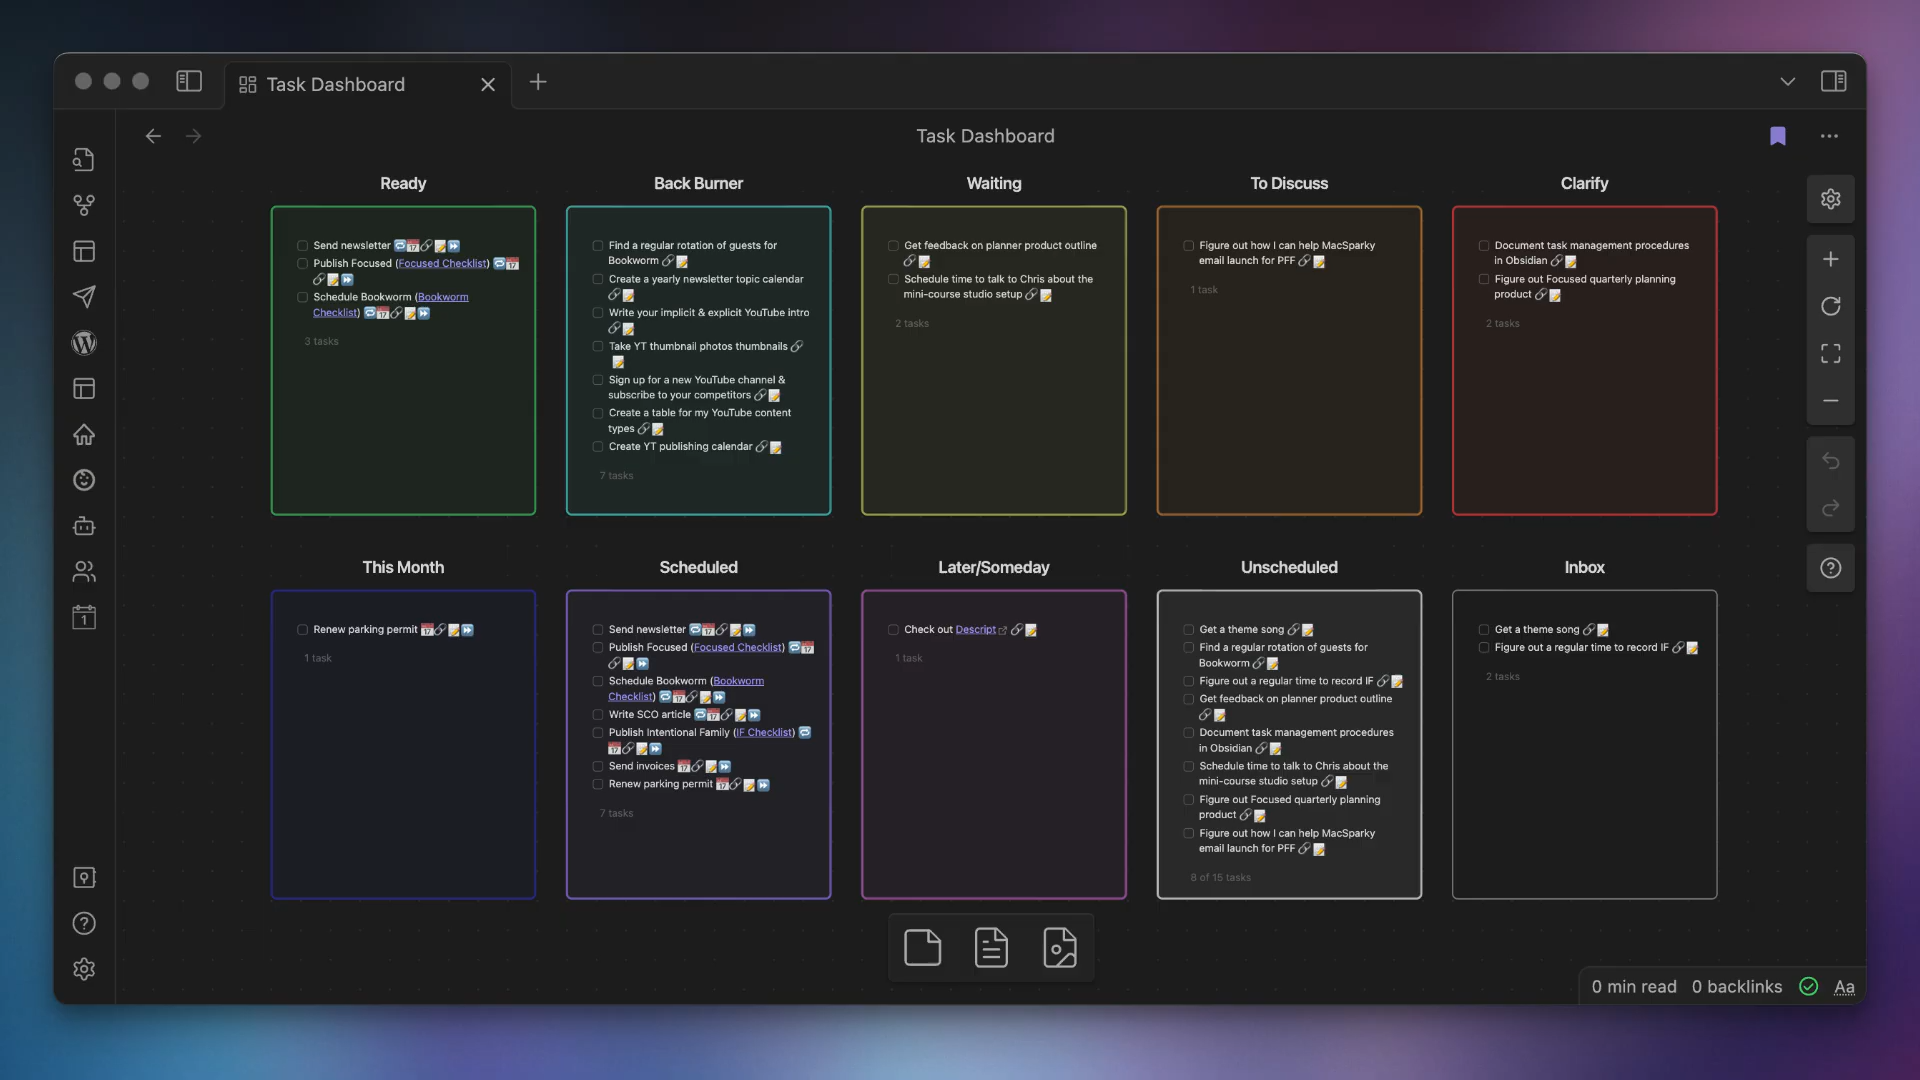 Task Dashboard
Task Dashboard
Ready
Send newsletter
Publish Focused (Focused Checklist)
Schedule Bookworm (Bookworm
Checklist)
3 tasks
Back Burner
Find a regular rotation of guests for
Bookworm
Create a yearly newsletter topic calendar
Write your implicit & explicit YouTube intro
Take YT thumbnail photos thumbnails
Sign up for a new YouTube channel &
subscribe to your competitors
Create a table for my YouTube content
types
Create YT publishing calendar
7 tasks
Waiting
Get feedback on planner product outline
Schedule time to talk to Chris about the
mini-course studio setup
2 tasks
To Discuss
Figure out how I can help MacSparky
email launch for PFF
1 task
Clarify
Document task management procedures
in Obsidian
Figure out Focused quarterly planning
product
2 tasks
This Month
Renew parking permit
1 task
Scheduled
Send newsletter
Publish Focused (Focused Checklist)
Schedule Bookworm (Bookworm
Checklist)
Write SCO article
Publish Intentional Family (IF Checklist)
Send invoices
Renew parking permit
7 tasks
Later/Someday
Check out Descript
1 task
Unscheduled
Get a theme song
Find a regular rotation of guests for
Bookworm
Figure out a regular time to record IF
Get feedback on planner product outline
Document task management procedures
in Obsidian
Schedule time to talk to Chris about the
mini-course studio setup
Figure out Focused quarterly planning
product
Figure out how I can help MacSparky
email launch for PFF
8 of 15 tasks
Inbox
Get a theme song
Figure out a regular time to record IF
2 tasks
1
0 min read 0 backlinks Aa